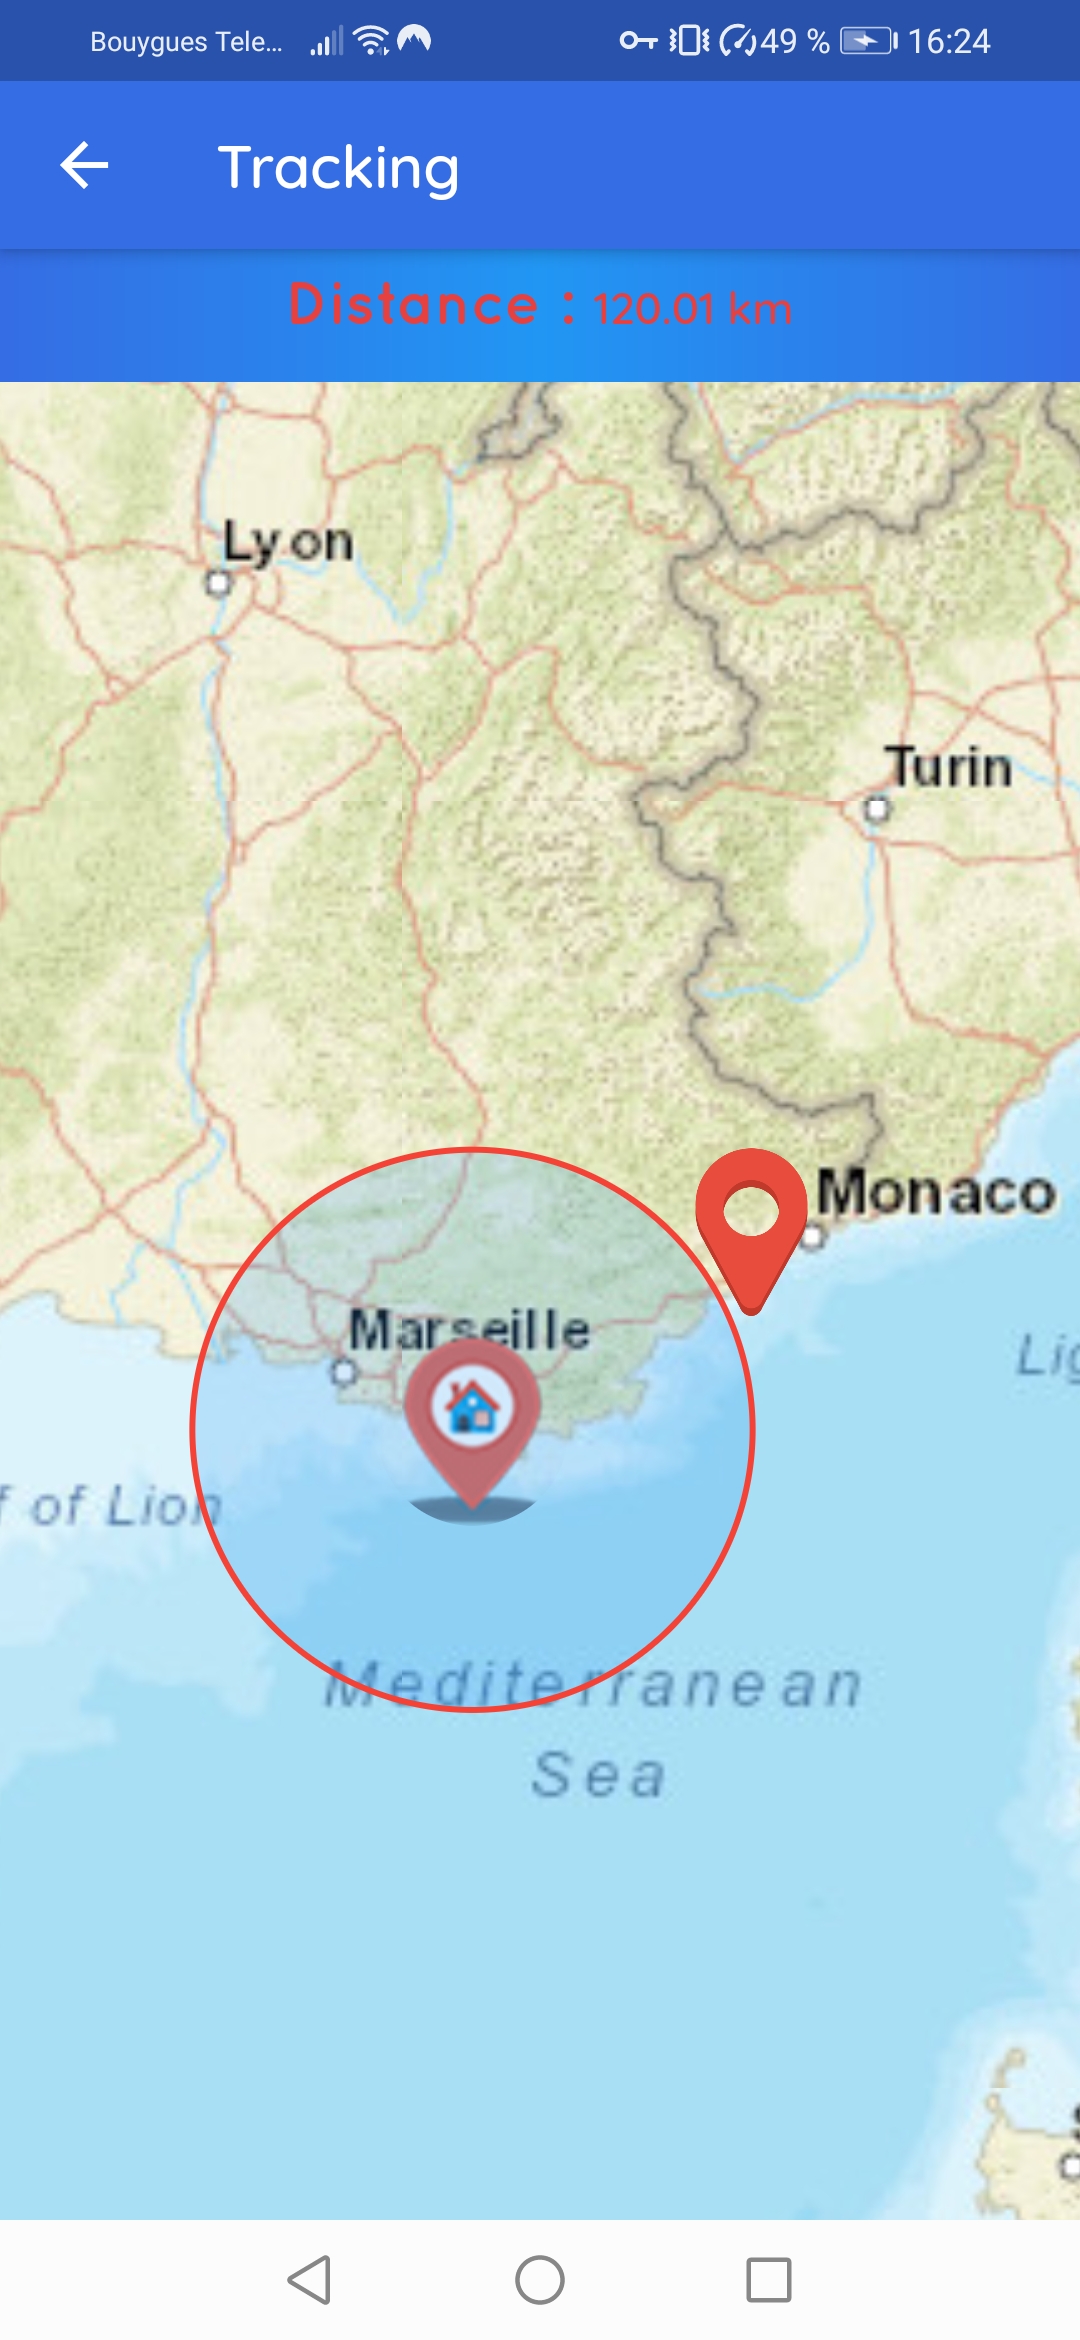 Bouygues Tele... 49 % 16:24
Tracking
Distance : 120.01 km
Lyon
Turin
Monaco
Marseille
Lig
f of Lion
Mediterranean
Sea